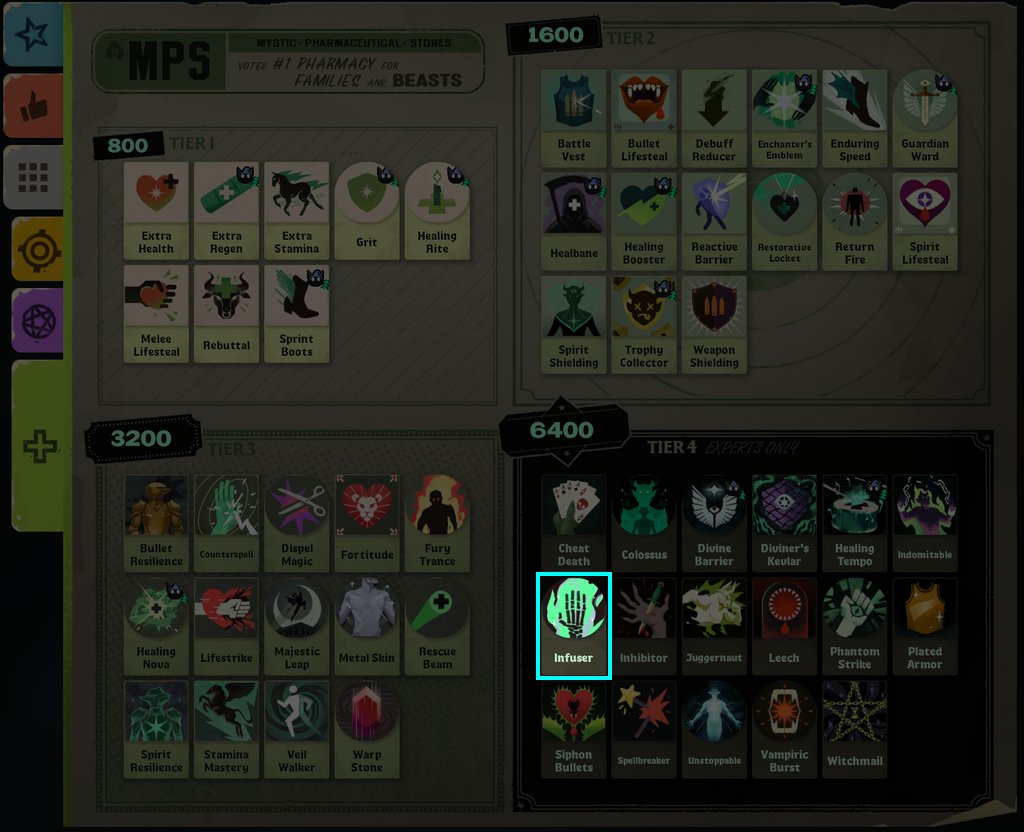 MPS
MYSTIC • PHARMACEUTICAL • STORES
VOTED #1 PHARMACY FOR
FAMILIES AND BEASTS
800 TIER 1
Extra
Health
Extra
Regen
Extra
Stamina
Grit
Healing
Rite
Melee
Lifesteal
Rebuttal
Sprint
Boots
1600 TIER 2
Battle
Vest
Bullet
Lifesteal
Debuff
Reducer
Enchanter's
Emblem
Enduring
Speed
Guardian
Ward
Healbane
Healing
Booster
Reactive
Barrier
Restorative
Locket
Return
Fire
Spirit
Lifesteal
Spirit
Shielding
Trophy
Collector
Weapon
Shielding
3200 TIER 3
Bullet
Resilience
Counterspell
Dispel
Magic
Fortitude
Fury
Trance
Healing
Nova
Lifestrike
Majestic
Leap
Metal Skin
Rescue
Beam
Spirit
Resilience
Stamina
Mastery
Veil
Walker
Warp
Stone
6400 TIER 4 EXPERTS ONLY
Cheat
Death
Colossus
Divine
Barrier
Diviner's
Kevlar
Healing
Tempo
Indomitable
Infuser
Inhibitor
Juggernaut
Leech
Phantom
Strike
Plated
Armor
Siphon
Bullets
Spellbreaker
Unstoppable
Vampiric
Burst
Witchmail